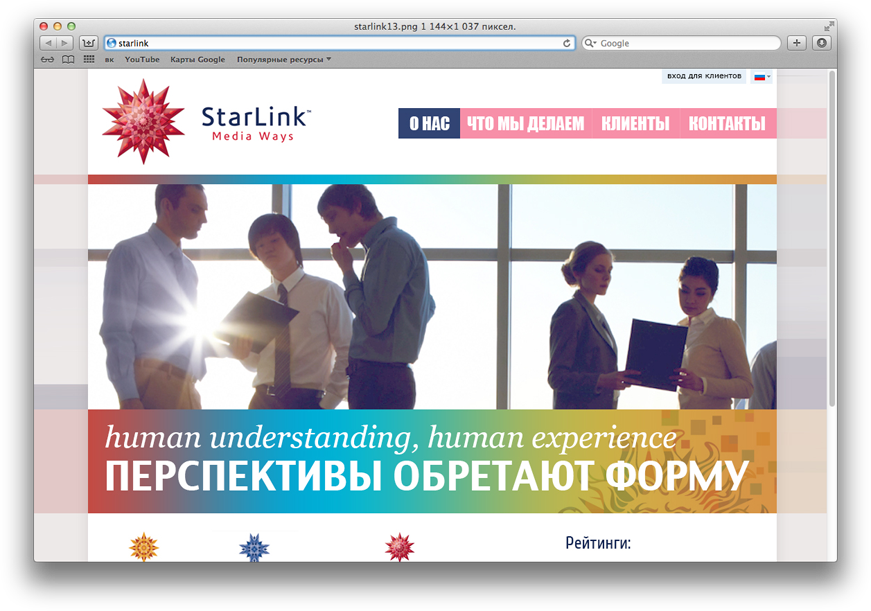 starlink13.png 1 144×1 037 пиксел.
starlink
Google
вк YouTube Карты Google Популярные ресурсы
вход для клиентов
StarLink™
Media Ways
О НАС ЧТО МЫ ДЕЛАЕМ КЛИЕНТЫ КОНТАКТЫ
human understanding, human experience
ПЕРСПЕКТИВЫ ОБРЕТАЮТ ФОРМУ
Рейтинги: